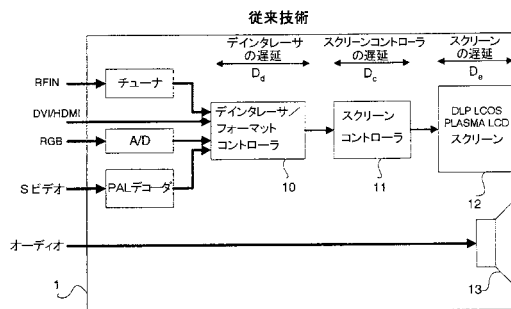 従来技術
デインタレーサ
の遅延
Dd
スクリーンコントローラ
の遅延
Dc
スクリーン
の遅延
De
RFIN
チューナ
DVI/HDMI
RGB
A/D
Sビデオ
PALデコーダ
デインタレーサ/
フォーマット
コントローラ
10
スクリーン
コントローラ
11
DLP LCOS
PLASMA LCD
スクリーン
12
オーディオ
1
13